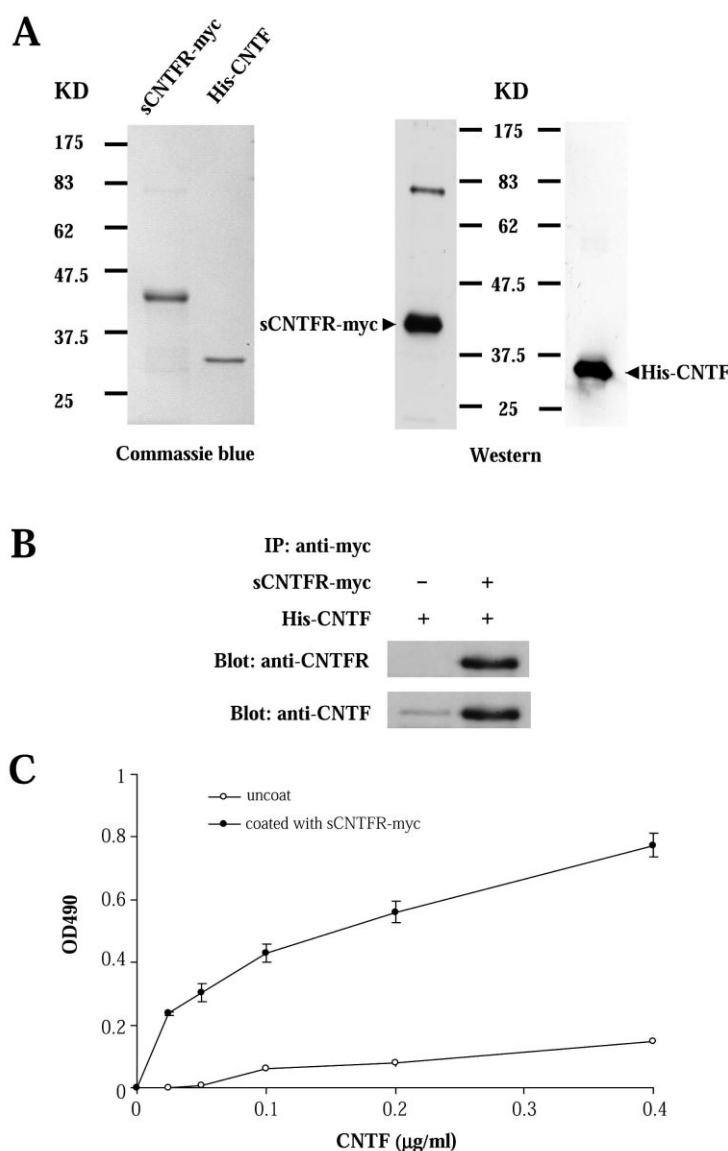 A
KD
sCNTFR-myc
His-CNTF
175
83
62
47.5
37.5
25
Commassie blue
KD
175
83
62
47.5
37.5
25
sCNTFR-myc
His-CNTF
Western
B
IP: anti-myc
sCNTFR-myc − +
His-CNTF + +
Blot: anti-CNTFR
Blot: anti-CNTF
C
1
0.8
0.6
0.4
0.2
0
OD490
uncoat
coated with sCNTFR-myc
0 0.1 0.2 0.3 0.4
CNTF (μg/ml)